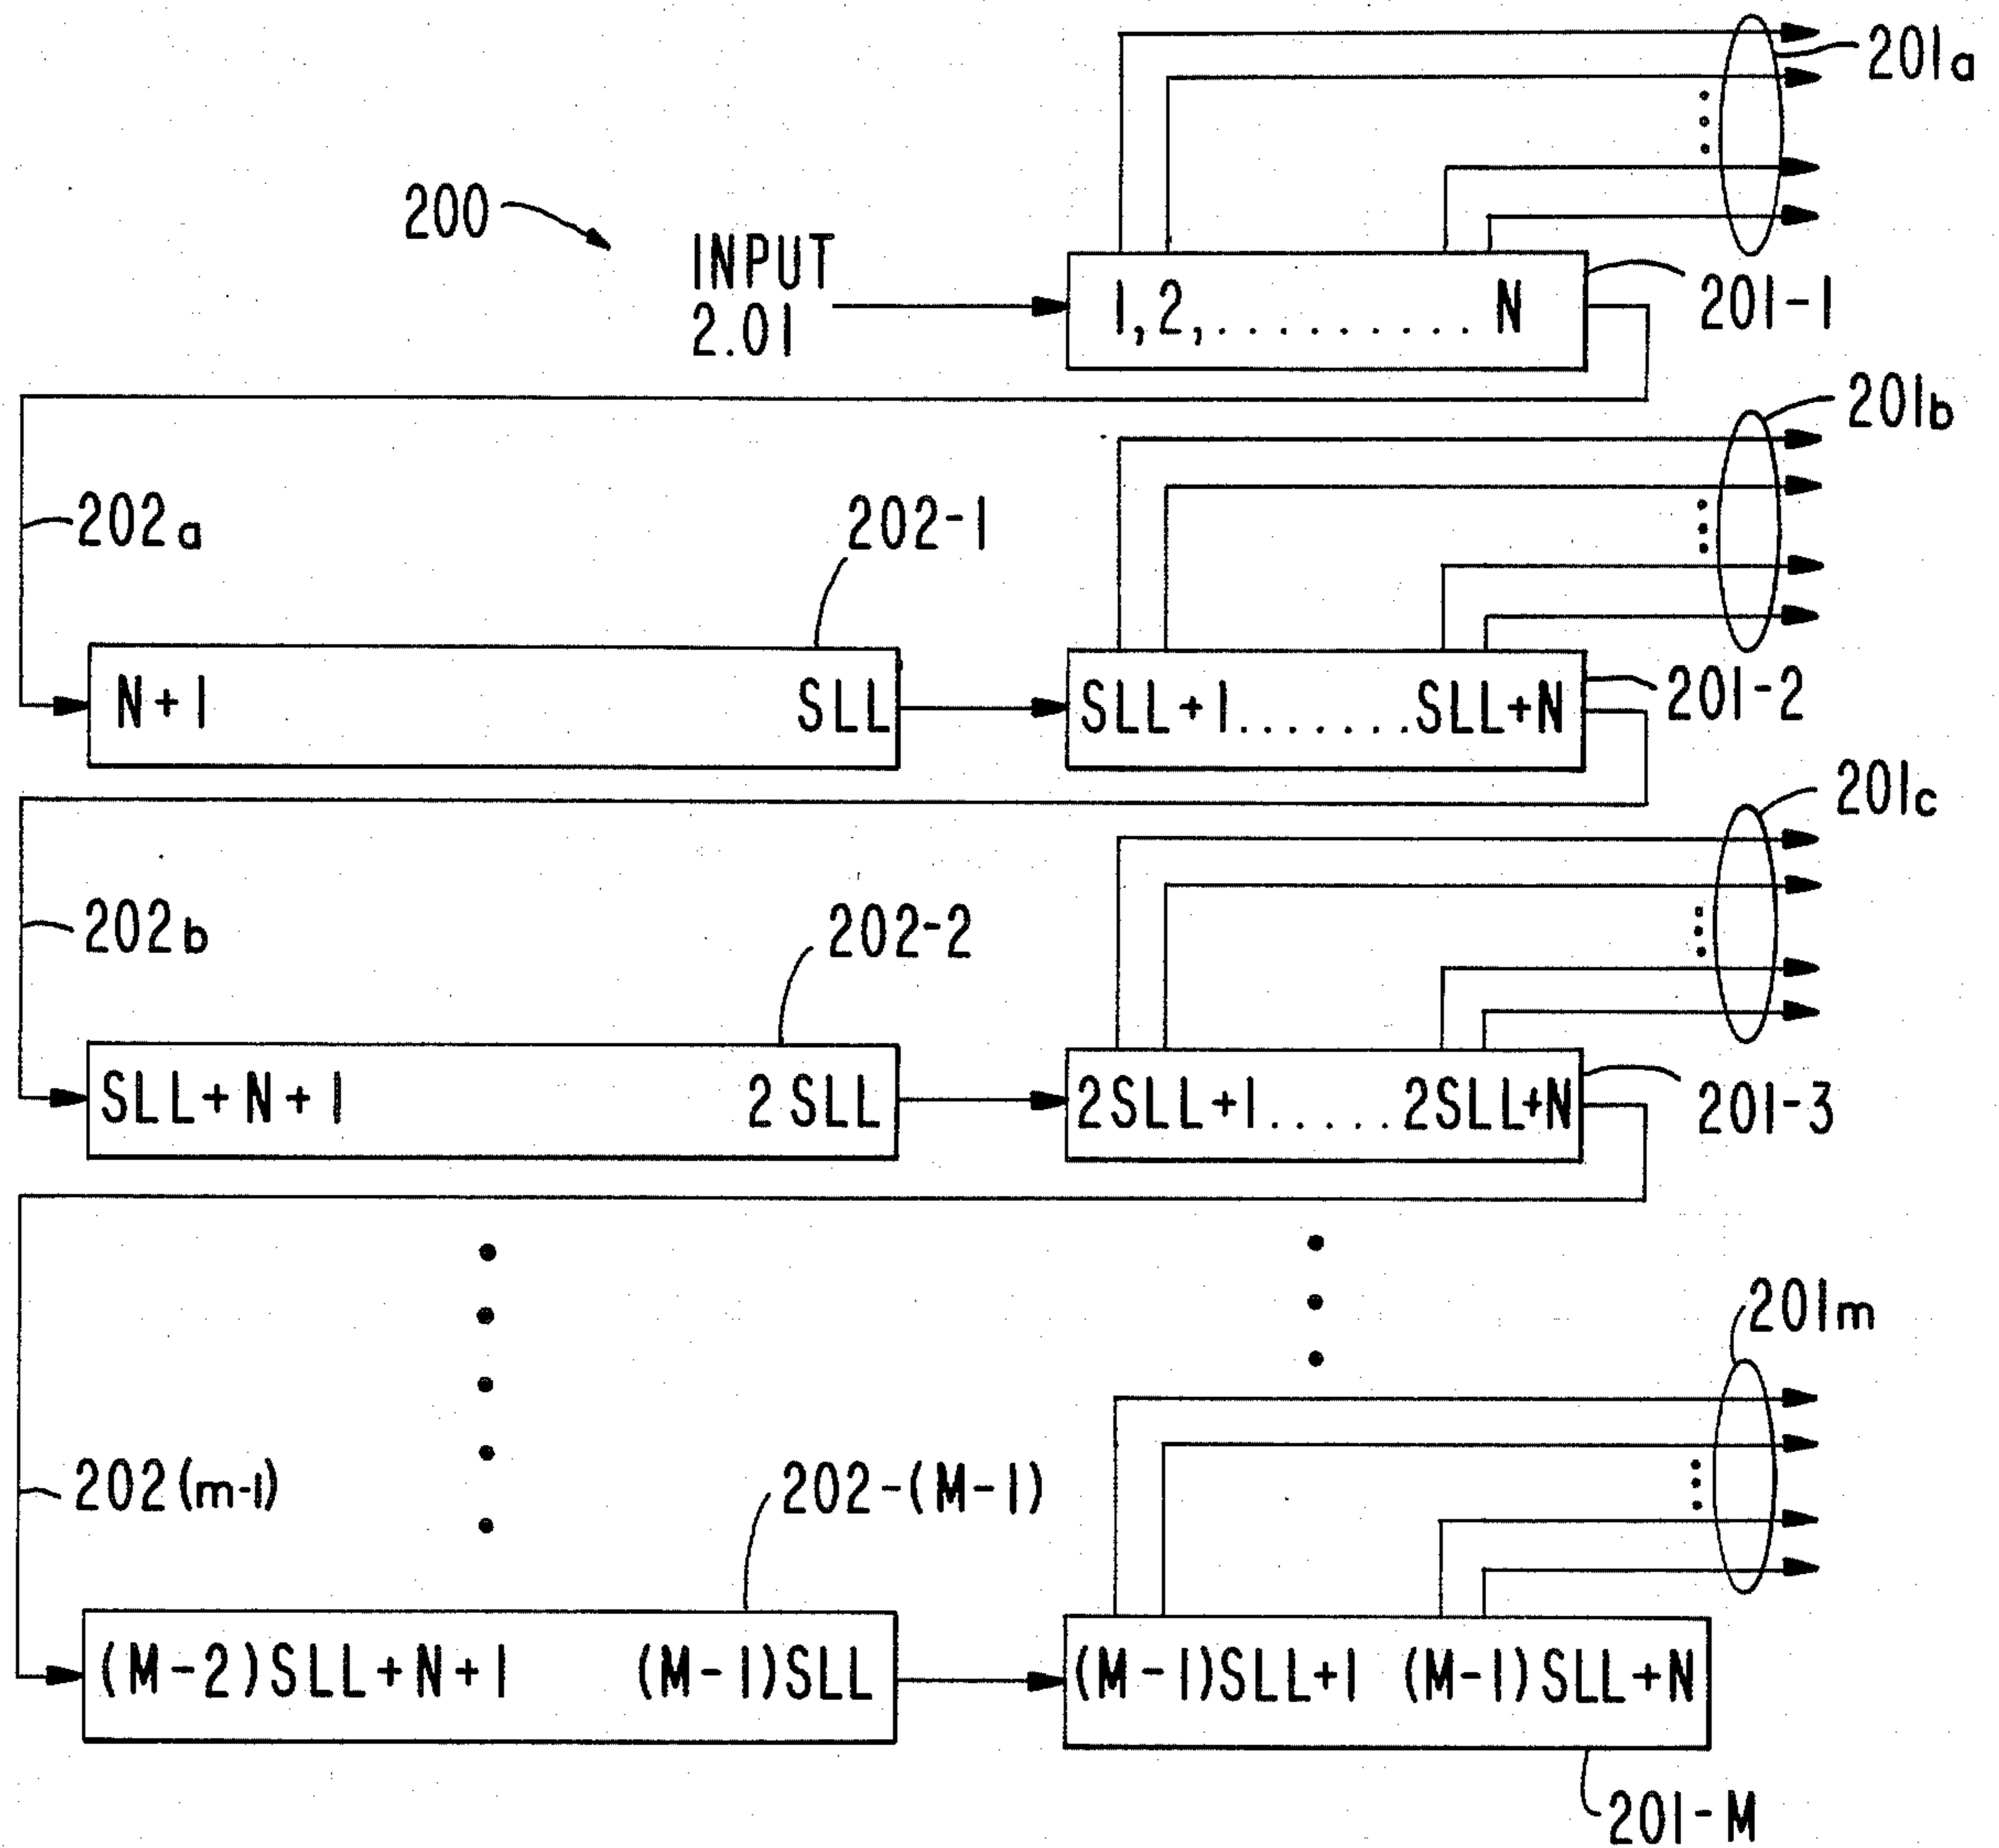 201a
200
INPUT
2.01
1, 2, . . . . . . . . . . N
201-1
201b
202a
202-1
N+1 SLL
SLL+1.......SLL+N
201-2
201c
202b
202-2
SLL+N+1 2SLL
2SLL+1.....2SLL+N
201-3
201m
202(m-1)
202-(M-1)
(M-2)SLL+N+1 (M-1)SLL
(M-1)SLL+1 (M-1)SLL+N
201-M